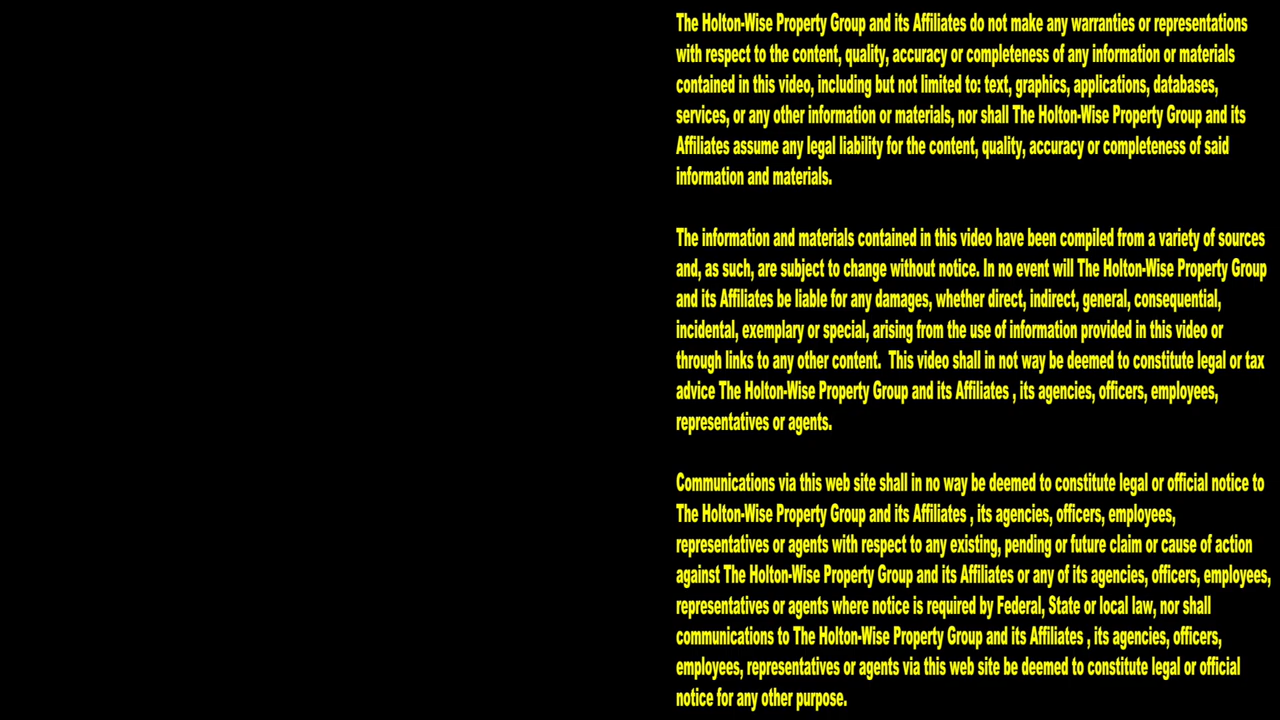 The Holton-Wise Property Group and its Affiliates do not make any warranties or representations
with respect to the content, quality, accuracy or completeness of any information or materials
contained in this video, including but not limited to: text, graphics, applications, databases,
services, or any other information or materials, nor shall The Holton-Wise Property Group and its
Affiliates assume any legal liability for the content, quality, accuracy or completeness of said
information and materials.
The information and materials contained in this video have been compiled from a variety of sources
and, as such, are subject to change without notice. In no event will The Holton-Wise Property Group
and its Affiliates be liable for any damages, whether direct, indirect, general, consequential,
incidental, exemplary or special, arising from the use of information provided in this video or
through links to any other content.  This video shall in not way be deemed to constitute legal or tax
advice The Holton-Wise Property Group and its Affiliates , its agencies, officers, employees,
representatives or agents.
Communications via this web site shall in no way be deemed to constitute legal or official notice to
The Holton-Wise Property Group and its Affiliates , its agencies, officers, employees,
representatives or agents with respect to any existing, pending or future claim or cause of action
against The Holton-Wise Property Group and its Affiliates or any of its agencies, officers, employees,
representatives or agents where notice is required by Federal, State or local law, nor shall
communications to The Holton-Wise Property Group and its Affiliates , its agencies, officers,
employees, representatives or agents via this web site be deemed to constitute legal or official
notice for any other purpose.